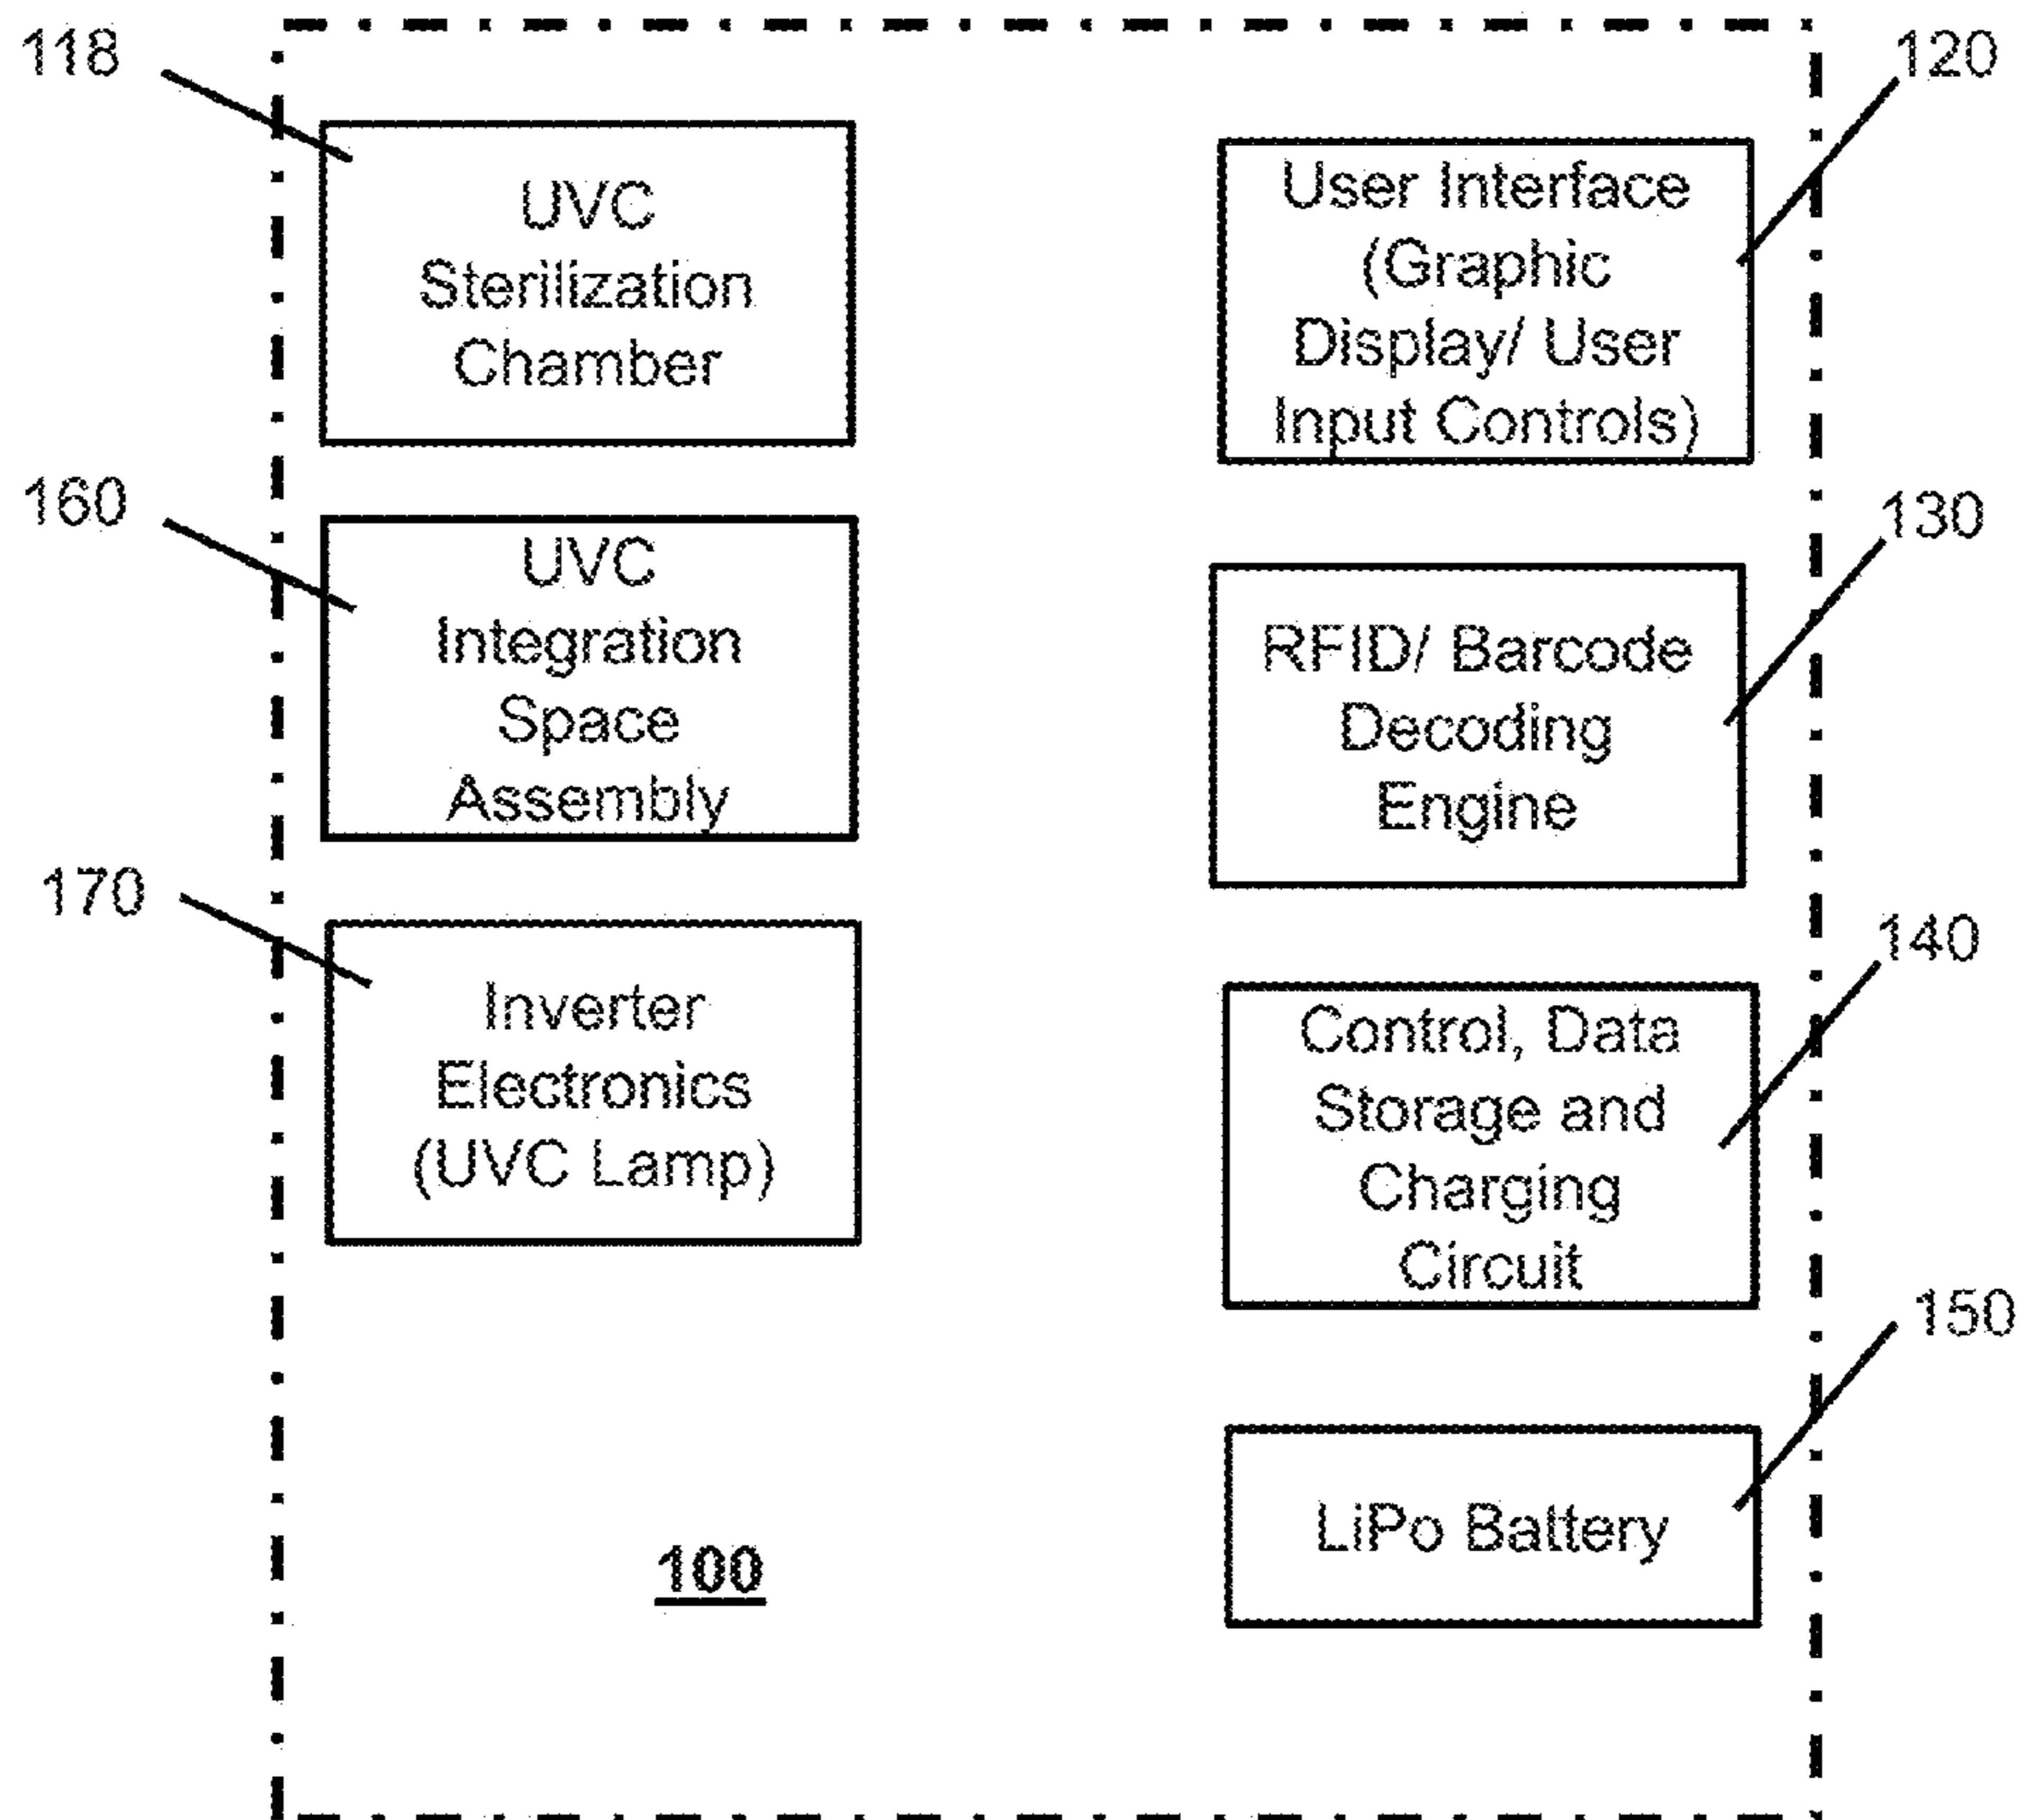 118
UVC
Sterilization
Chamber
120
User Interface
(Graphic
Display/ User
Input Controls)
160
UVC
Integration
Space
Assembly
130
RFID/ Barcode
Decoding
Engine
170
Inverter
Electronics
(UVC Lamp)
140
Control, Data
Storage and
Charging
Circuit
150
LiPo Battery
100